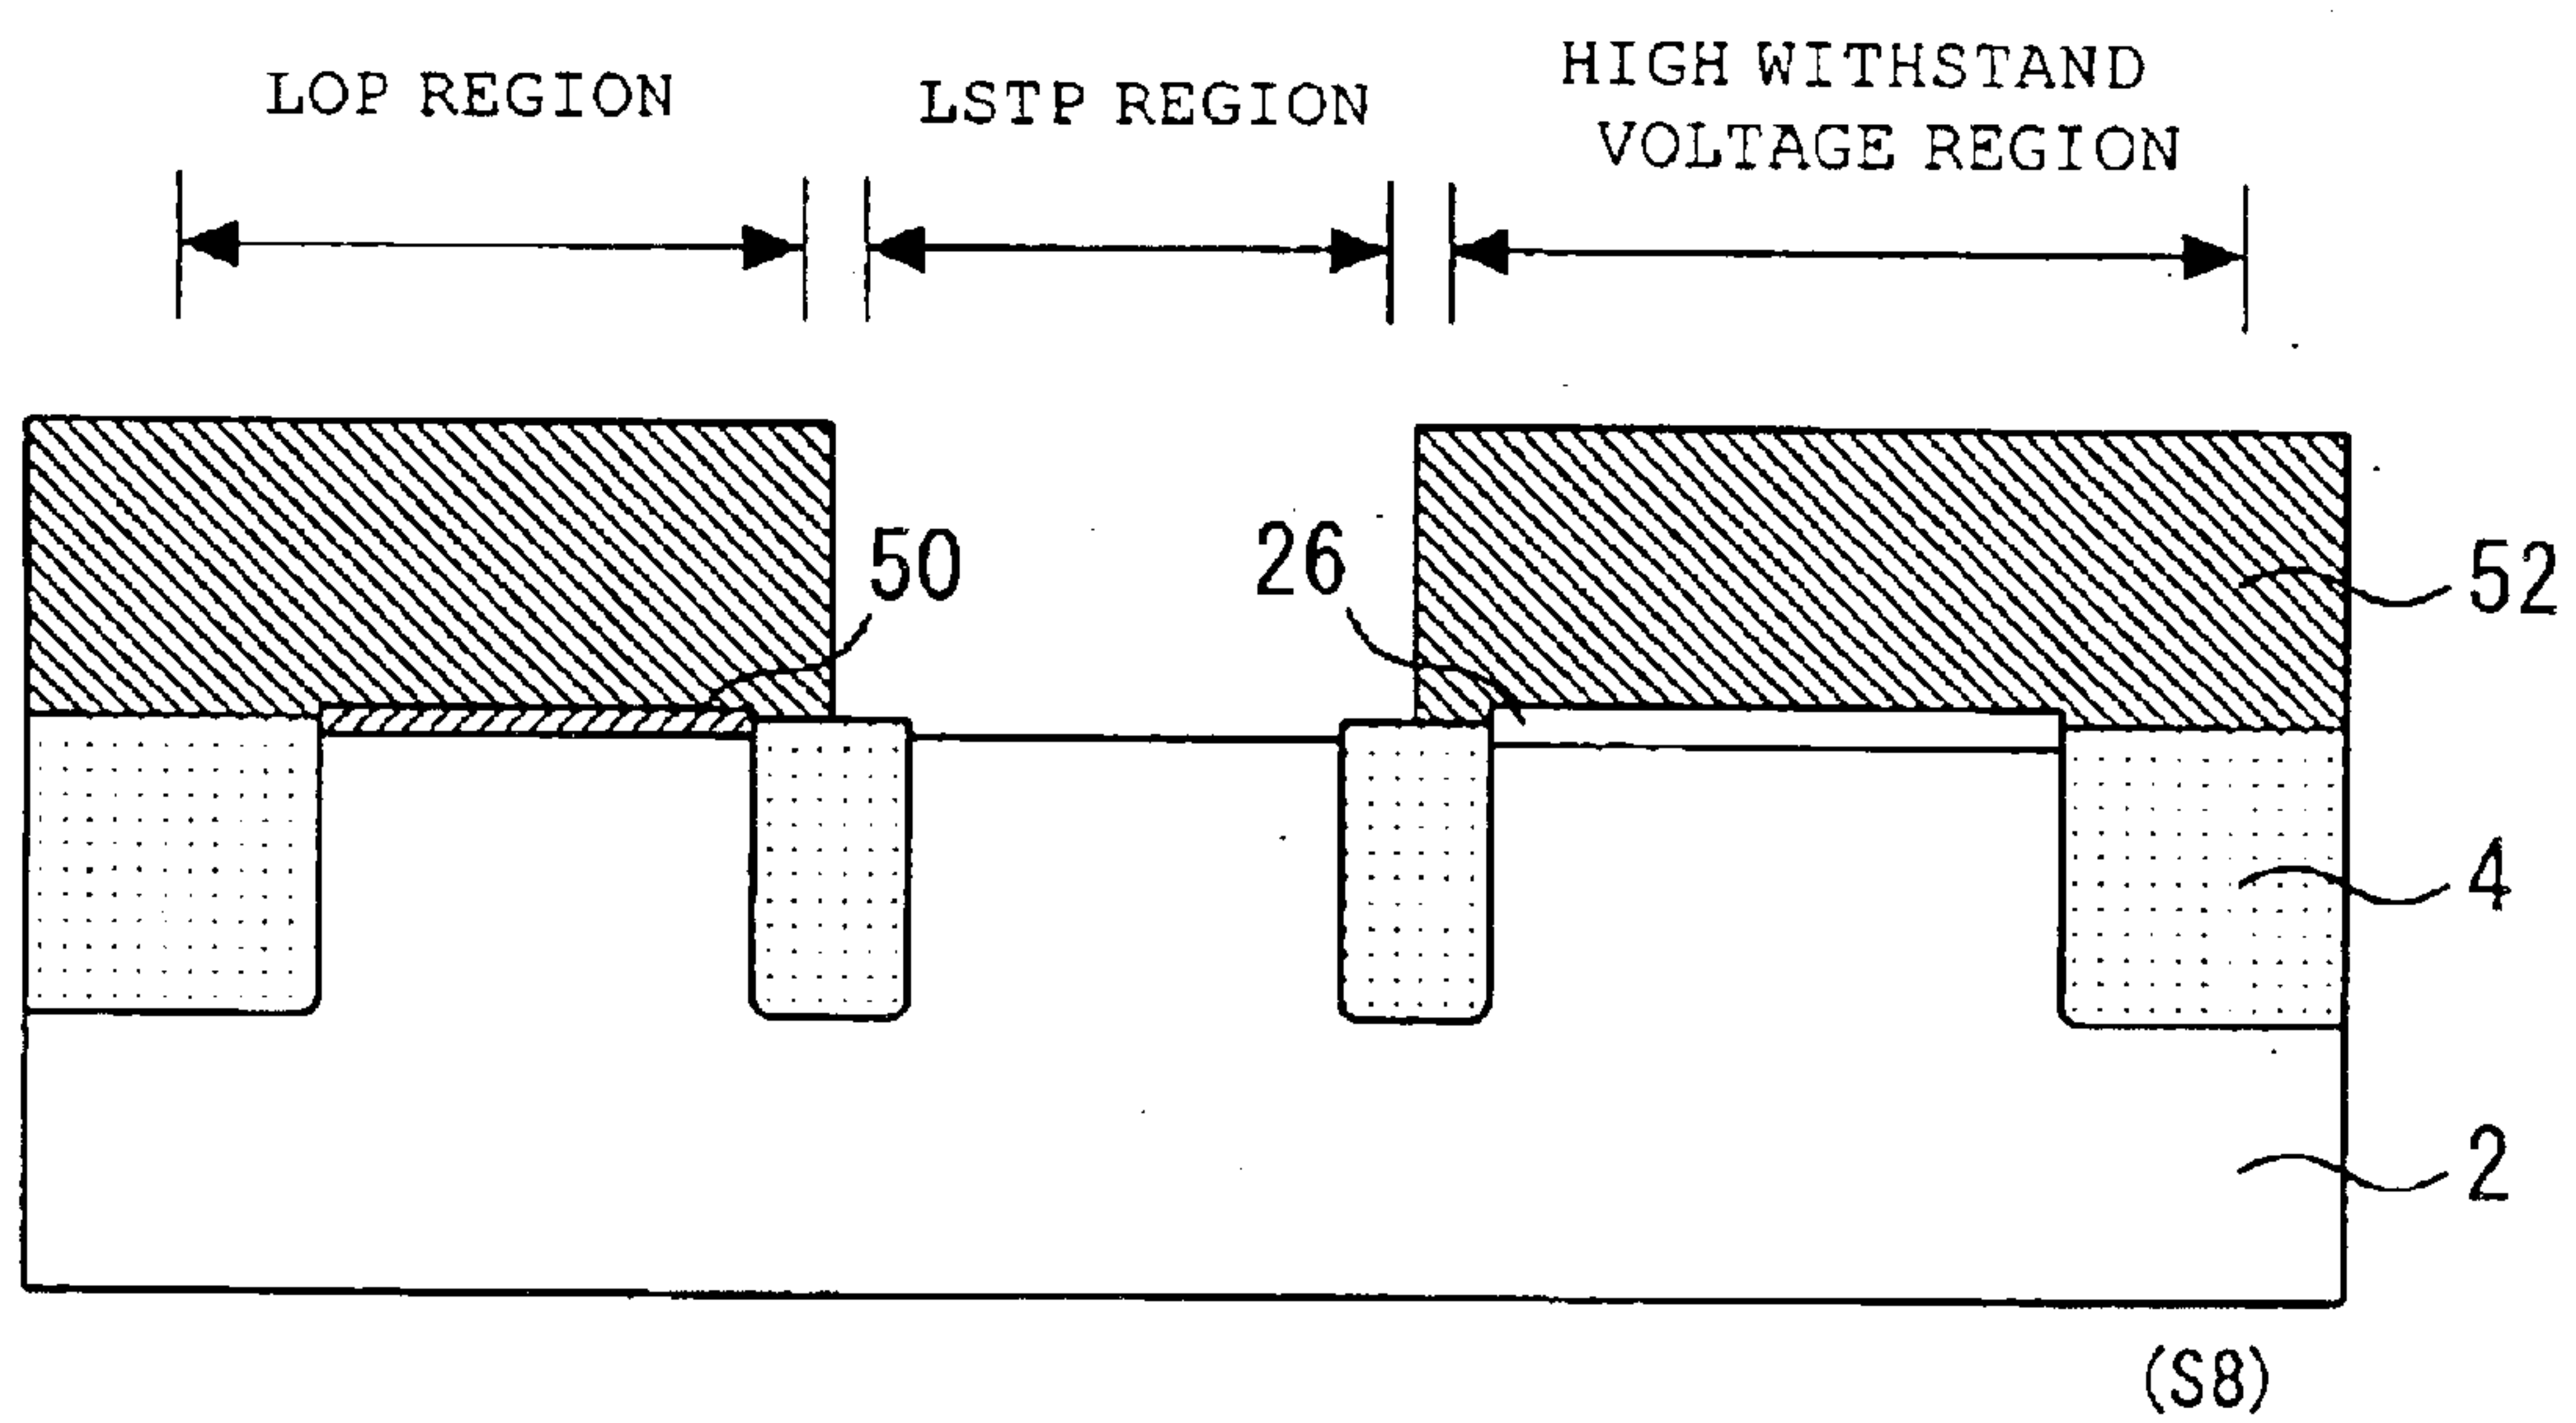 LOP REGION
LSTP REGION
HIGH WITHSTAND
VOLTAGE REGION
50
26
52
4
2
(S8)